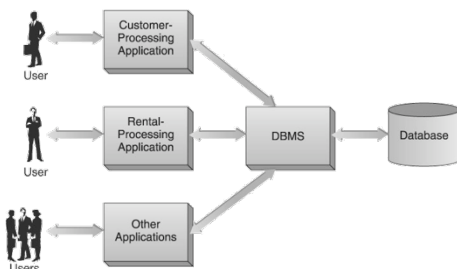 Customer-
Processing
Application
User
Rental-
Processing
Application
DBMS
Database
User
Other
Applications
Users